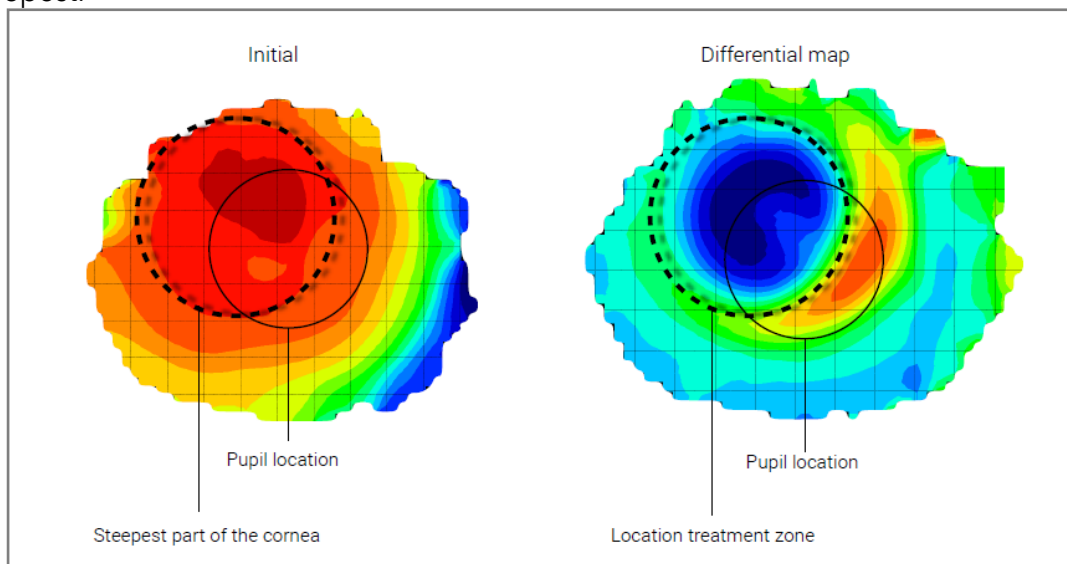 Initial
Differential map
Pupil location
Pupil location
Steepest part of the cornea
Location treatment zone